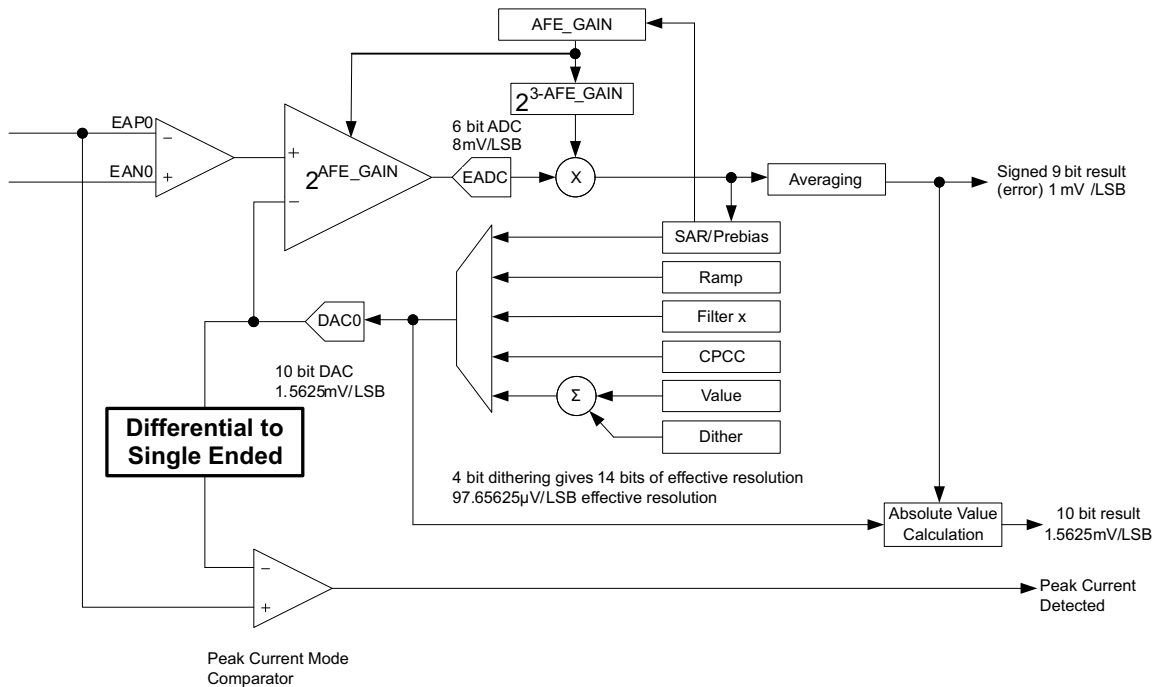 AFE_GAIN
2 3-AFE_GAIN
6 bit ADC
8mV/LSB
EAP0
EAN0
−
+
+
−
2 AFE_GAIN
EADC
X
Averaging
Signed 9 bit result
(error) 1 mV /LSB
SAR/Prebias
Ramp
Filter x
CPCC
Value
Dither
Σ
DAC0
10 bit DAC
1.5625mV/LSB
Differential to
Single Ended
4 bit dithering gives 14 bits of effective resolution
97.65625μV/LSB effective resolution
Absolute Value
Calculation
10 bit result
1.5625mV/LSB
−
+
Peak Current
Detected
Peak Current Mode
Comparator